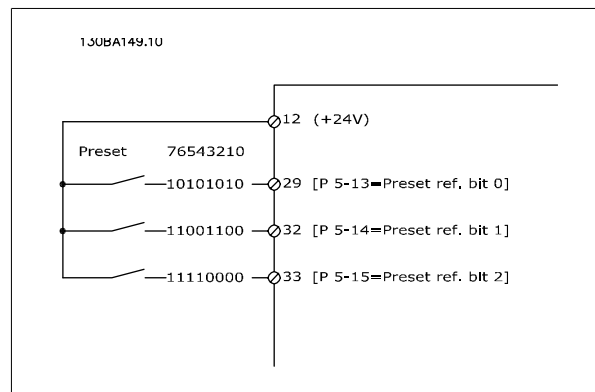 130BA149.10
12 (+24V)
Preset 76543210
10101010 29 [P 5-13=Preset ref. bit 0]
11001100 32 [P 5-14=Preset ref. bit 1]
11110000 33 [P 5-15=Preset ref. bit 2]